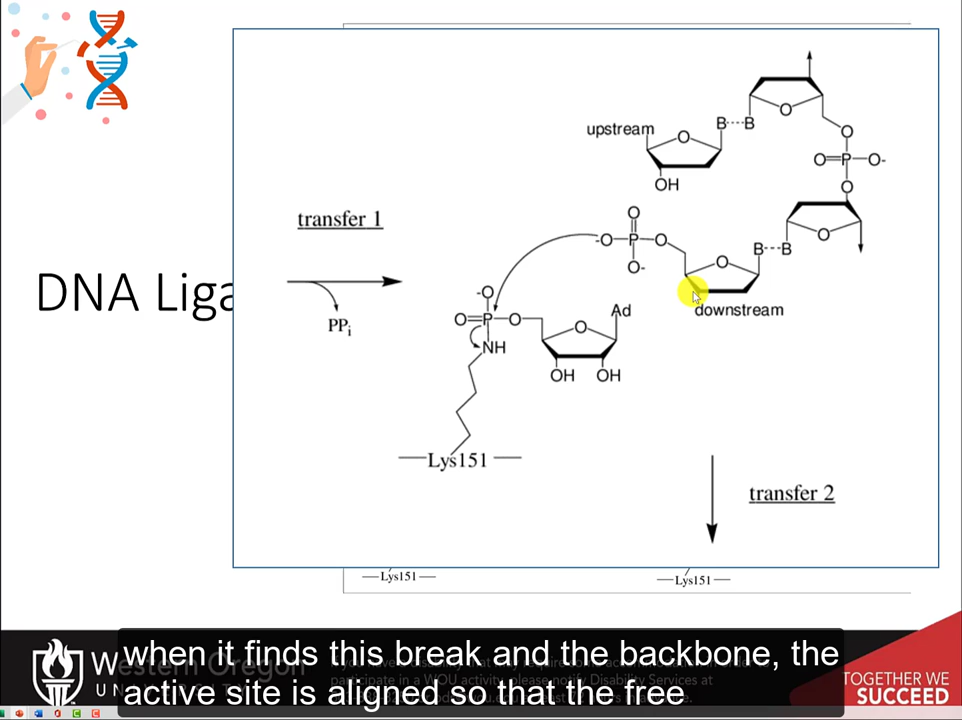 upstream
B----B
O
O
O
O=P—O-
O
OH
O
-O—P—O
O-
B---B
O
O
transfer 1
DNA Liga
PPi
downstream
-O
O=P—O
NH
O
Ad
OH OH
Lys151
transfer 2
Lys151
Lys151
when it finds this break and the backbone, the
active site is aligned so that the free
TOGETHER WE
SUCCEED